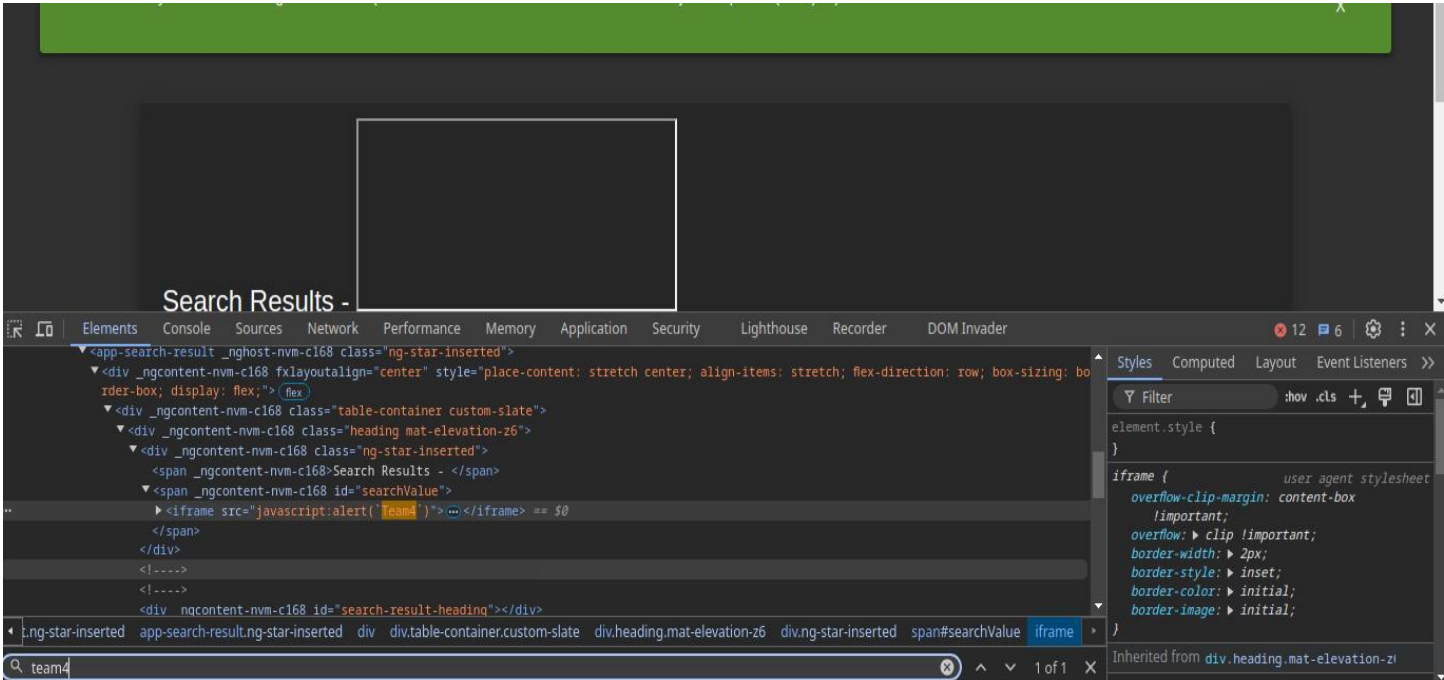 X
Search Results -
Elements Console Sources Network Performance Memory Application Security Lighthouse Recorder DOM Invader 12 6
▼<app-search-result _nghost-nvm-c168 class="ng-star-inserted">
▼<div _ngcontent-nvm-c168 fxlayoutalign="center" style="place-content: stretch center; align-items: stretch; flex-direction: row; box-sizing: bo
rder-box; display: flex;"> flex
▼<div _ngcontent-nvm-c168 class="table-container custom-slate">
▼<div _ngcontent-nvm-c168 class="heading mat-elevation-z6">
▼<div _ngcontent-nvm-c168 class="ng-star-inserted">
<span _ngcontent-nvm-c168>Search Results - </span>
▼<span _ngcontent-nvm-c168 id="searchValue">
▶<iframe src="javascript:alert(`Team4`)">…</iframe> == $0
</span>
</div>
<!---->
<!---->
<div _ngcontent-nvm-c168 id="search-result-heading"></div>
t.ng-star-inserted app-search-result.ng-star-inserted div div.table-container.custom-slate div.heading.mat-elevation-z6 div.ng-star-inserted span#searchValue iframe
team4 1 of 1
Styles Computed Layout Event Listeners
Filter :hov .cls
element.style {
}
iframe { user agent stylesheet
overflow-clip-margin: content-box
!important;
overflow: ▶ clip !important;
border-width: ▶ 2px;
border-style: ▶ inset;
border-color: ▶ initial;
border-image: ▶ initial;
}
Inherited from div.heading.mat-elevation-z